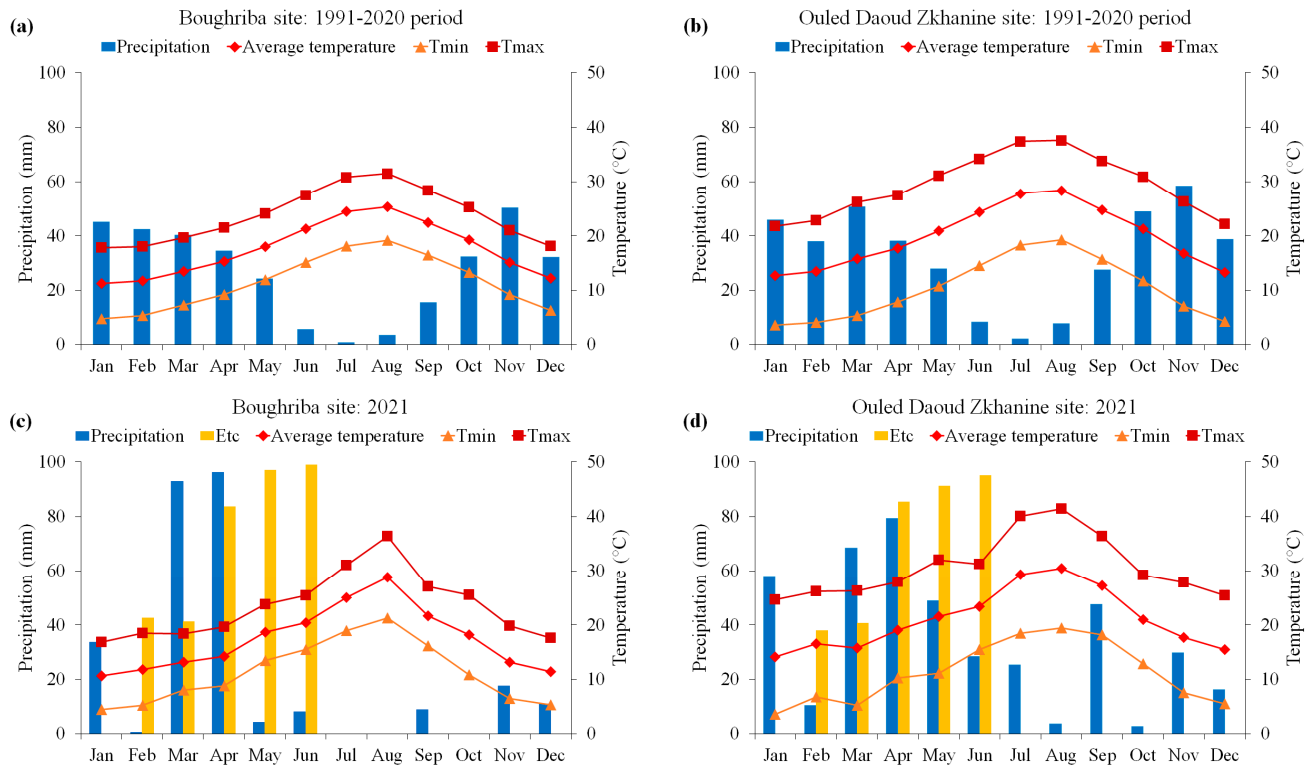 (a)
Boughriba site: 1991-2020 period
Precipitation Average temperature Tmin Tmax
Precipitation (mm)
100
80
60
40
20
0
50
40
30
20
10
0
Temperature (°C)
Jan Feb Mar Apr May Jun Jul Aug Sep Oct Nov Dec
(b)
Ouled Daoud Zkhanine site: 1991-2020 period
Precipitation Average temperature Tmin Tmax
Precipitation (mm)
100
80
60
40
20
0
50
40
30
20
10
0
Temperature (°C)
Jan Feb Mar Apr May Jun Jul Aug Sep Oct Nov Dec
(c)
Boughriba site: 2021
Precipitation Etc Average temperature Tmin Tmax
Precipitation (mm)
100
80
60
40
20
0
50
40
30
20
10
0
Temperature (°C)
Jan Feb Mar Apr May Jun Jul Aug Sep Oct Nov Dec
(d)
Ouled Daoud Zkhanine site: 2021
Precipitation Etc Average temperature Tmin Tmax
Precipitation (mm)
100
80
60
40
20
0
50
40
30
20
10
0
Temperature (°C)
Jan Feb Mar Apr May Jun Jul Aug Sep Oct Nov Dec